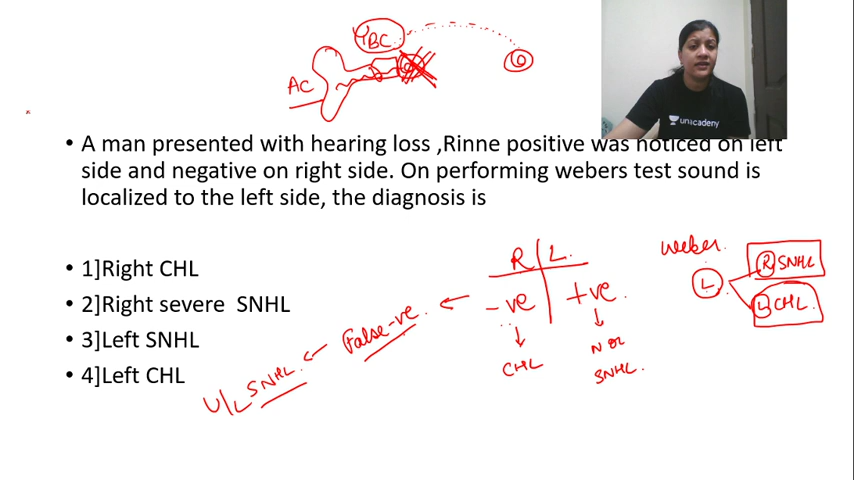 BC
AC
unacademy
• A man presented with hearing loss ,Rinne positive was noticed on left
side and negative on right side. On performing webers test sound is
localized to the left side, the diagnosis is
R | L
Weber
• 1]Right CHL
• 2]Right severe SNHL
• 3]Left SNHL
• 4]Left CHL
-ve
+ve
False -ve
CHL
N or
SNHL.
U/L SNHL
L
R SNHL
L CHL